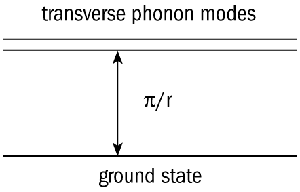 transverse phonon modes
π/r
ground state